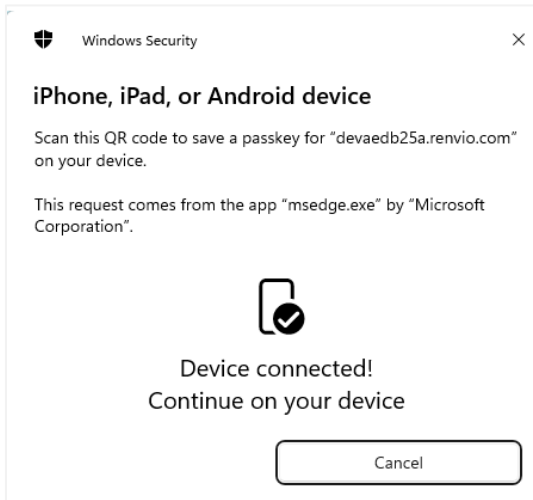 Windows Security
iPhone, iPad, or Android device
Scan this QR code to save a passkey for “devaedb25a.renvio.com”
on your device.
This request comes from the app “msedge.exe” by “Microsoft
Corporation”.
Device connected!
Continue on your device
Cancel